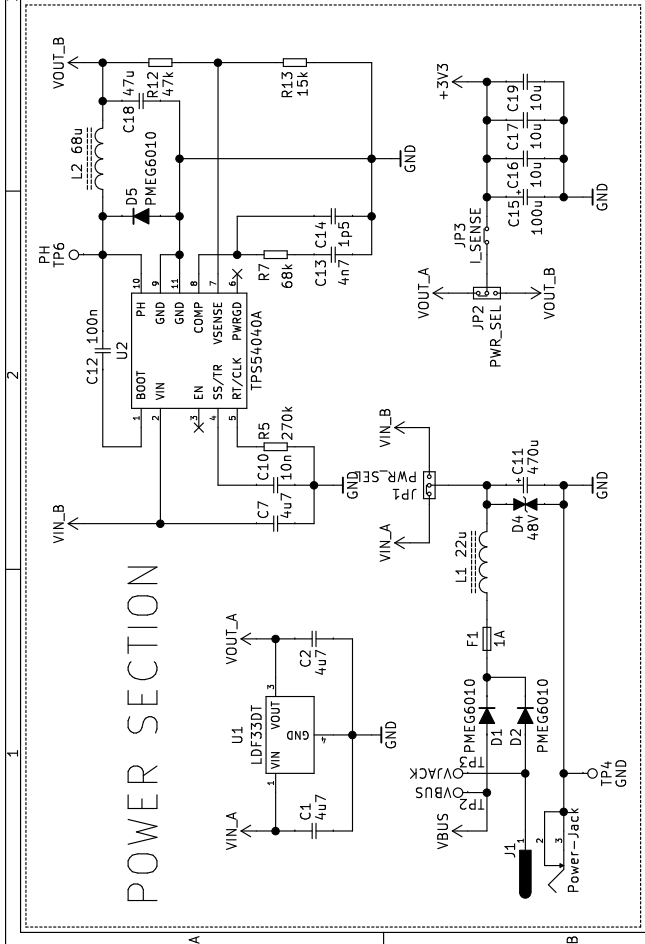 POWER SECTION
VIN_A
C1
4u7
U1
LDF33DT
1
VIN
VOUT
3
GND
4
VOUT_A
C2
4u7
GND
VIN_B
C7
4u7
C10
10n
R5
270k
GND
C12 100n
U2
1
BOOT
PH
10
2
VIN
GND
9
GND
11
3
EN
COMP
8
4
SS/TR
VSENSE
7
5
RT/CLK
PWRGD
6
TPS54040A
PH
TP6
D5
PMEG6010
L2 68u
C18
47u
VOUT_B
R12
47k
R13
15k
R7
68k
C13
4n7
C14
1p5
GND
VBUS
VBUS
TP2
VJACK
TP3
PMEG6010
D1
D2
PMEG6010
J1
1
2
3
Power-Jack
TP4
GND
F1
1A
L1 22u
D4
48V
C11
470u
GND
VIN_A
JP1
PWR_SEL
VIN_B
VOUT_A
JP2
PWR_SEL
VOUT_B
JP3
I_SENSE
+3V3
C15
100u
C16
10u
C17
10u
C19
10u
GND
1
2
A
B